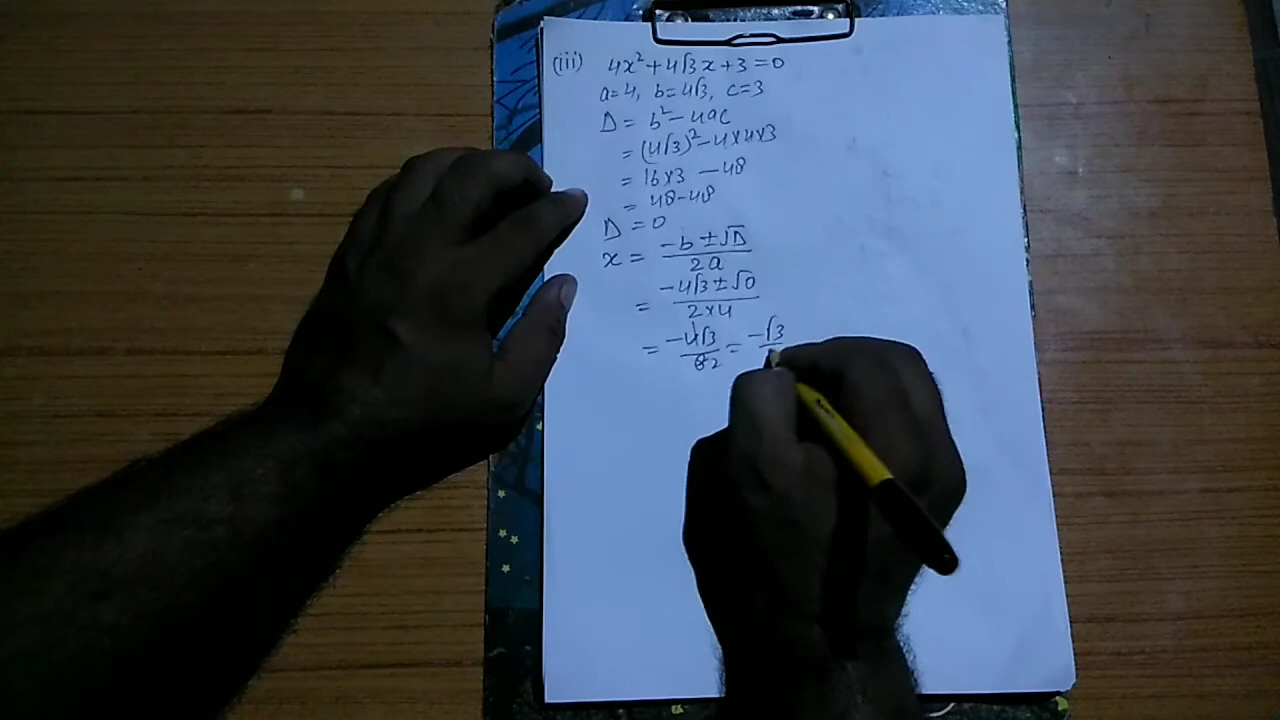 (iii) 4x²+4√3x+3=0
a=4, b=4√3, c=3
D = b²-4ac
= (4√3)²-4×4×3
= 16×3 -48
= 48-48
D = 0
x = -b ±√D / 2a
= -4√3±√0 / 2×4
= -4√3 / 8 2 = -√3